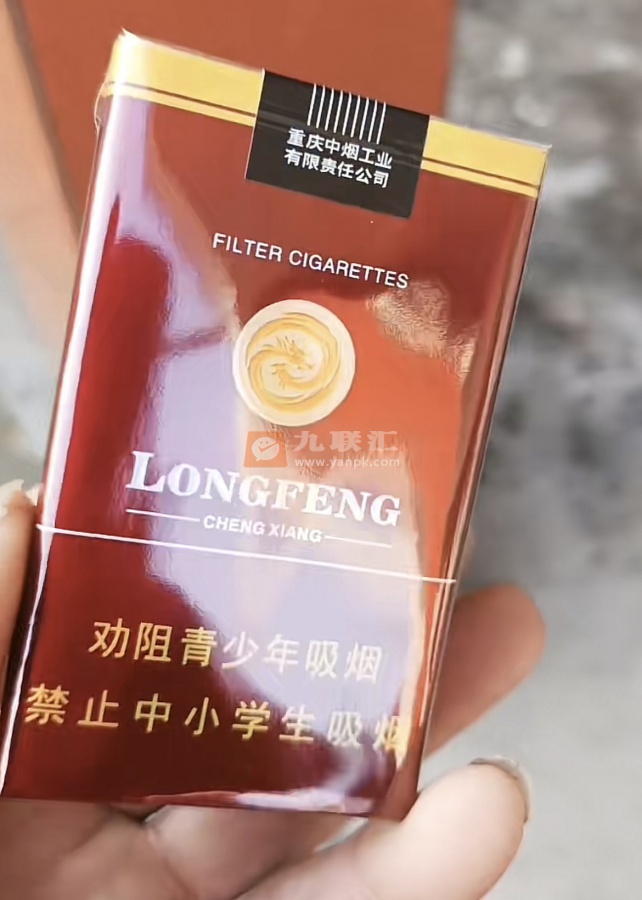 重庆中烟工业
有限责任公司
FILTER CIGARETTES
九联汇
www.yanpk.com
LONGFENG
CHENG XIANG
劝阻青少年吸烟
禁止中小学生吸烟